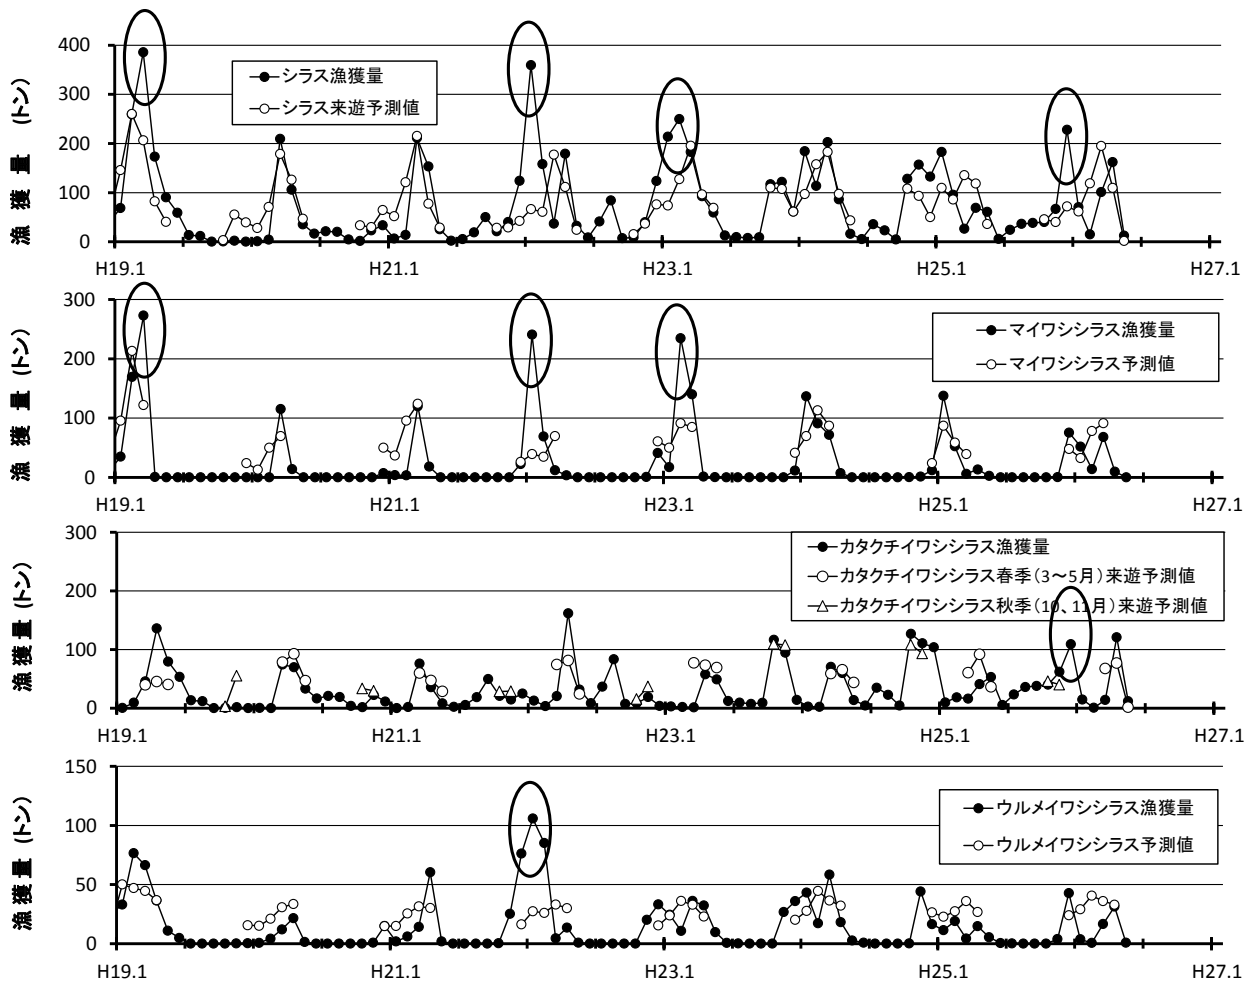 漁獲量（トン）
400
300
200
100
0
シラス漁獲量
シラス来遊予測値
H19.1 H21.1 H23.1 H25.1 H27.1
漁獲量（トン）
300
200
100
0
マイワシシラス漁獲量
マイワシシラス予測値
H19.1 H21.1 H23.1 H25.1 H27.1
漁獲量（トン）
300
200
100
0
カタクチイワシシラス漁獲量
カタクチイワシシラス春季（3～5月）来遊予測値
カタクチイワシシラス秋季（10、11月）来遊予測値
H19.1 H21.1 H23.1 H25.1 H27.1
漁獲量（トン）
150
100
50
0
ウルメイワシシラス漁獲量
ウルメイワシシラス予測値
H19.1 H21.1 H23.1 H25.1 H27.1